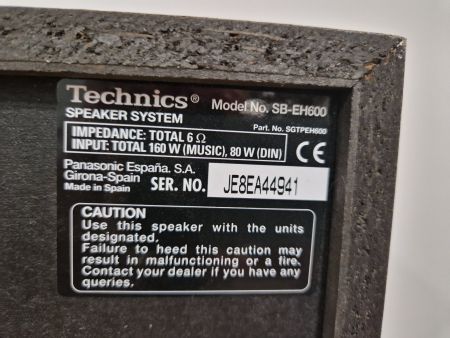 Technics® Model No. SB-EH600
SPEAKER SYSTEM Part. No. SGTPEH600
IMPEDANCE: TOTAL 6 Ω
INPUT: TOTAL 160 W (MUSIC), 80 W (DIN) CE
Panasonic España. S.A.
Girona-Spain
Made in Spain SER. NO. JE8EA44941
CAUTION
Use this speaker with the units
designated.
Failure to heed this caution may
result in malfunctioning or a fire.
Contact your dealer if you have any
queries.